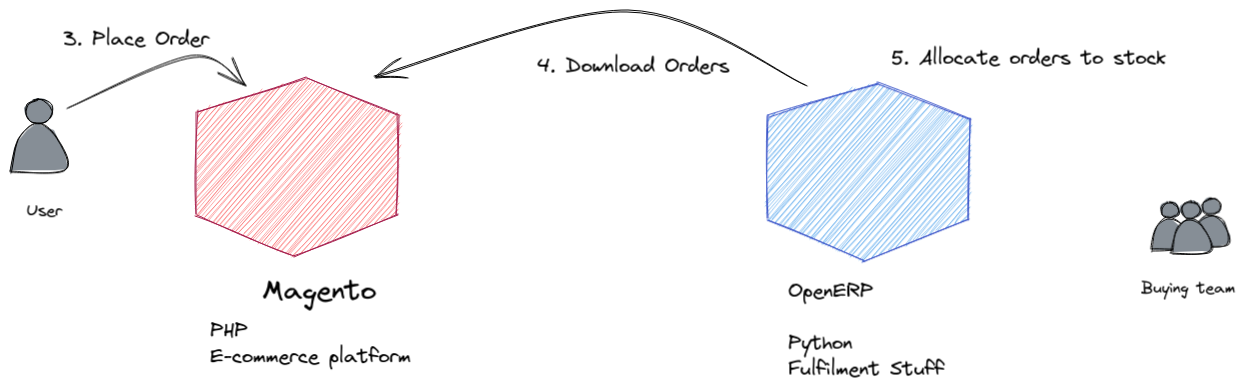 3. Place Order
4. Download Orders
5. Allocate orders to stock
User
Magento
PHP
E-commerce platform
OpenERP
Python
Fulfilment Stuff
Buying team